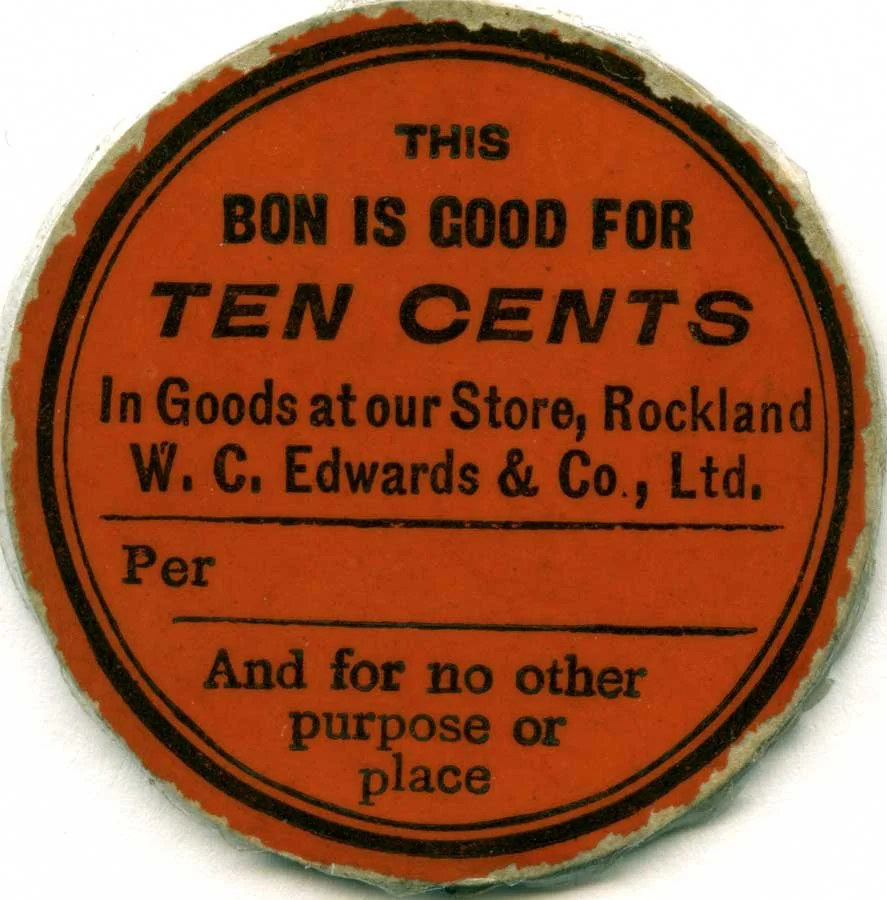 THIS
BON IS GOOD FOR
TEN CENTS
In Goods at our Store, Rockland
W. C. Edwards & Co., Ltd.
Per
And for no other
purpose or
place